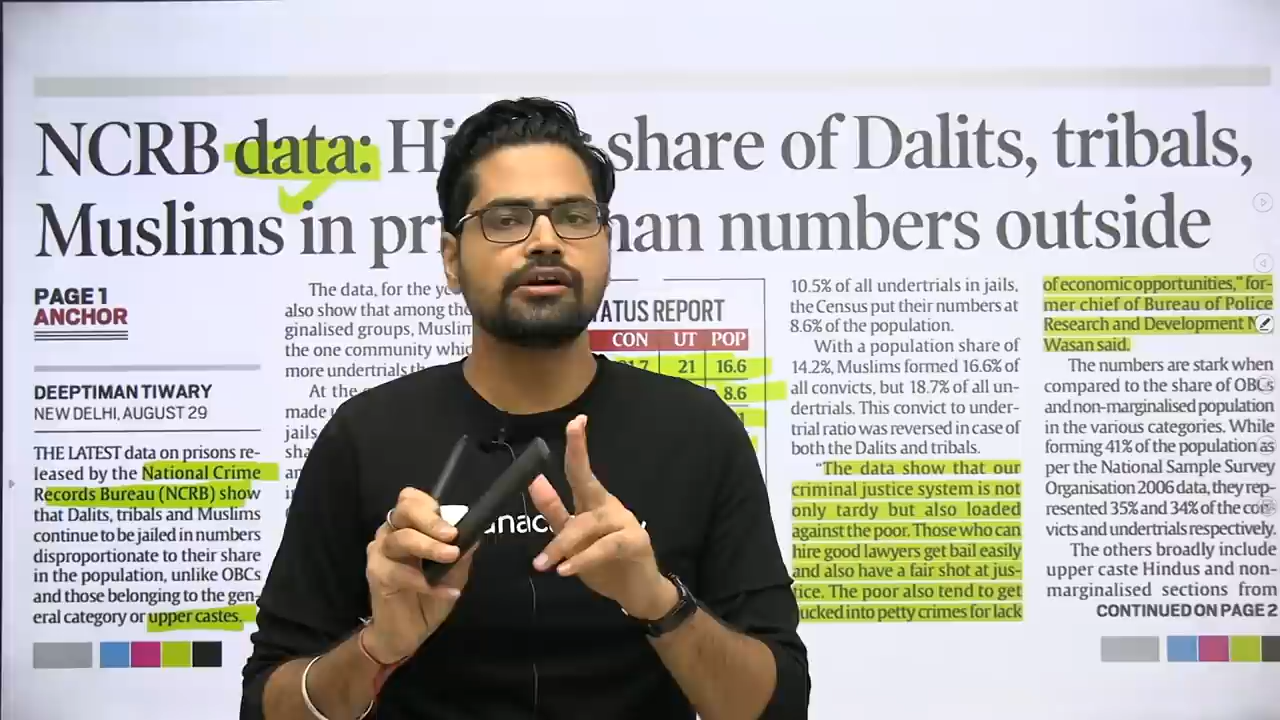 NCRB data: share of Dalits, tribals,
Muslims in numbers outside
PAGE 1
ANCHOR
DEEPTIMAN TIWARY
NEW DELHI, AUGUST 29
THE LATEST data on prisons re-
leased by the National Crime
Records Bureau (NCRB) show
that Dalits, tribals and Muslims
continue to be jailed in numbers
disproportionate to their share
in the population, unlike OBCs
and those belonging to the gen-
eral category or upper castes.
The data, for the
also show that among
ginalised groups,
the one community
more undertrials
At the
made
jails
REPORT
CON UT POP
21 16.6
8.6
10.5% of all undertrials in jails,
the Census put their numbers at
8.6% of the population.
With a population share of
14.2%, Muslims formed 16.6% of
all convicts, but 18.7% of all un-
dertrials. This convict to under-
trial ratio was reversed in case of
both the Dalits and tribals.
"The data show that our
criminal justice system is not
only tardy but also loaded
against the poor. Those who can
hire good lawyers get bail easily
and also have a fair shot at jus-
tice. The poor also tend to get
sucked into petty crimes for lack
of economic opportunities," for-
mer chief of Bureau of Police
Research and Development N
Wasan said.
The numbers are stark when
compared to the share of OBCs
and non-marginalised population
in the various categories. While
forming 41% of the population as
per the National Sample Survey
Organisation 2006 data, they rep-
resented 35% and 34% of the con-
victs and undertrials respectively.
The others broadly include
upper caste Hindus and non-
marginalised sections from
CONTINUED ON PAGE 2